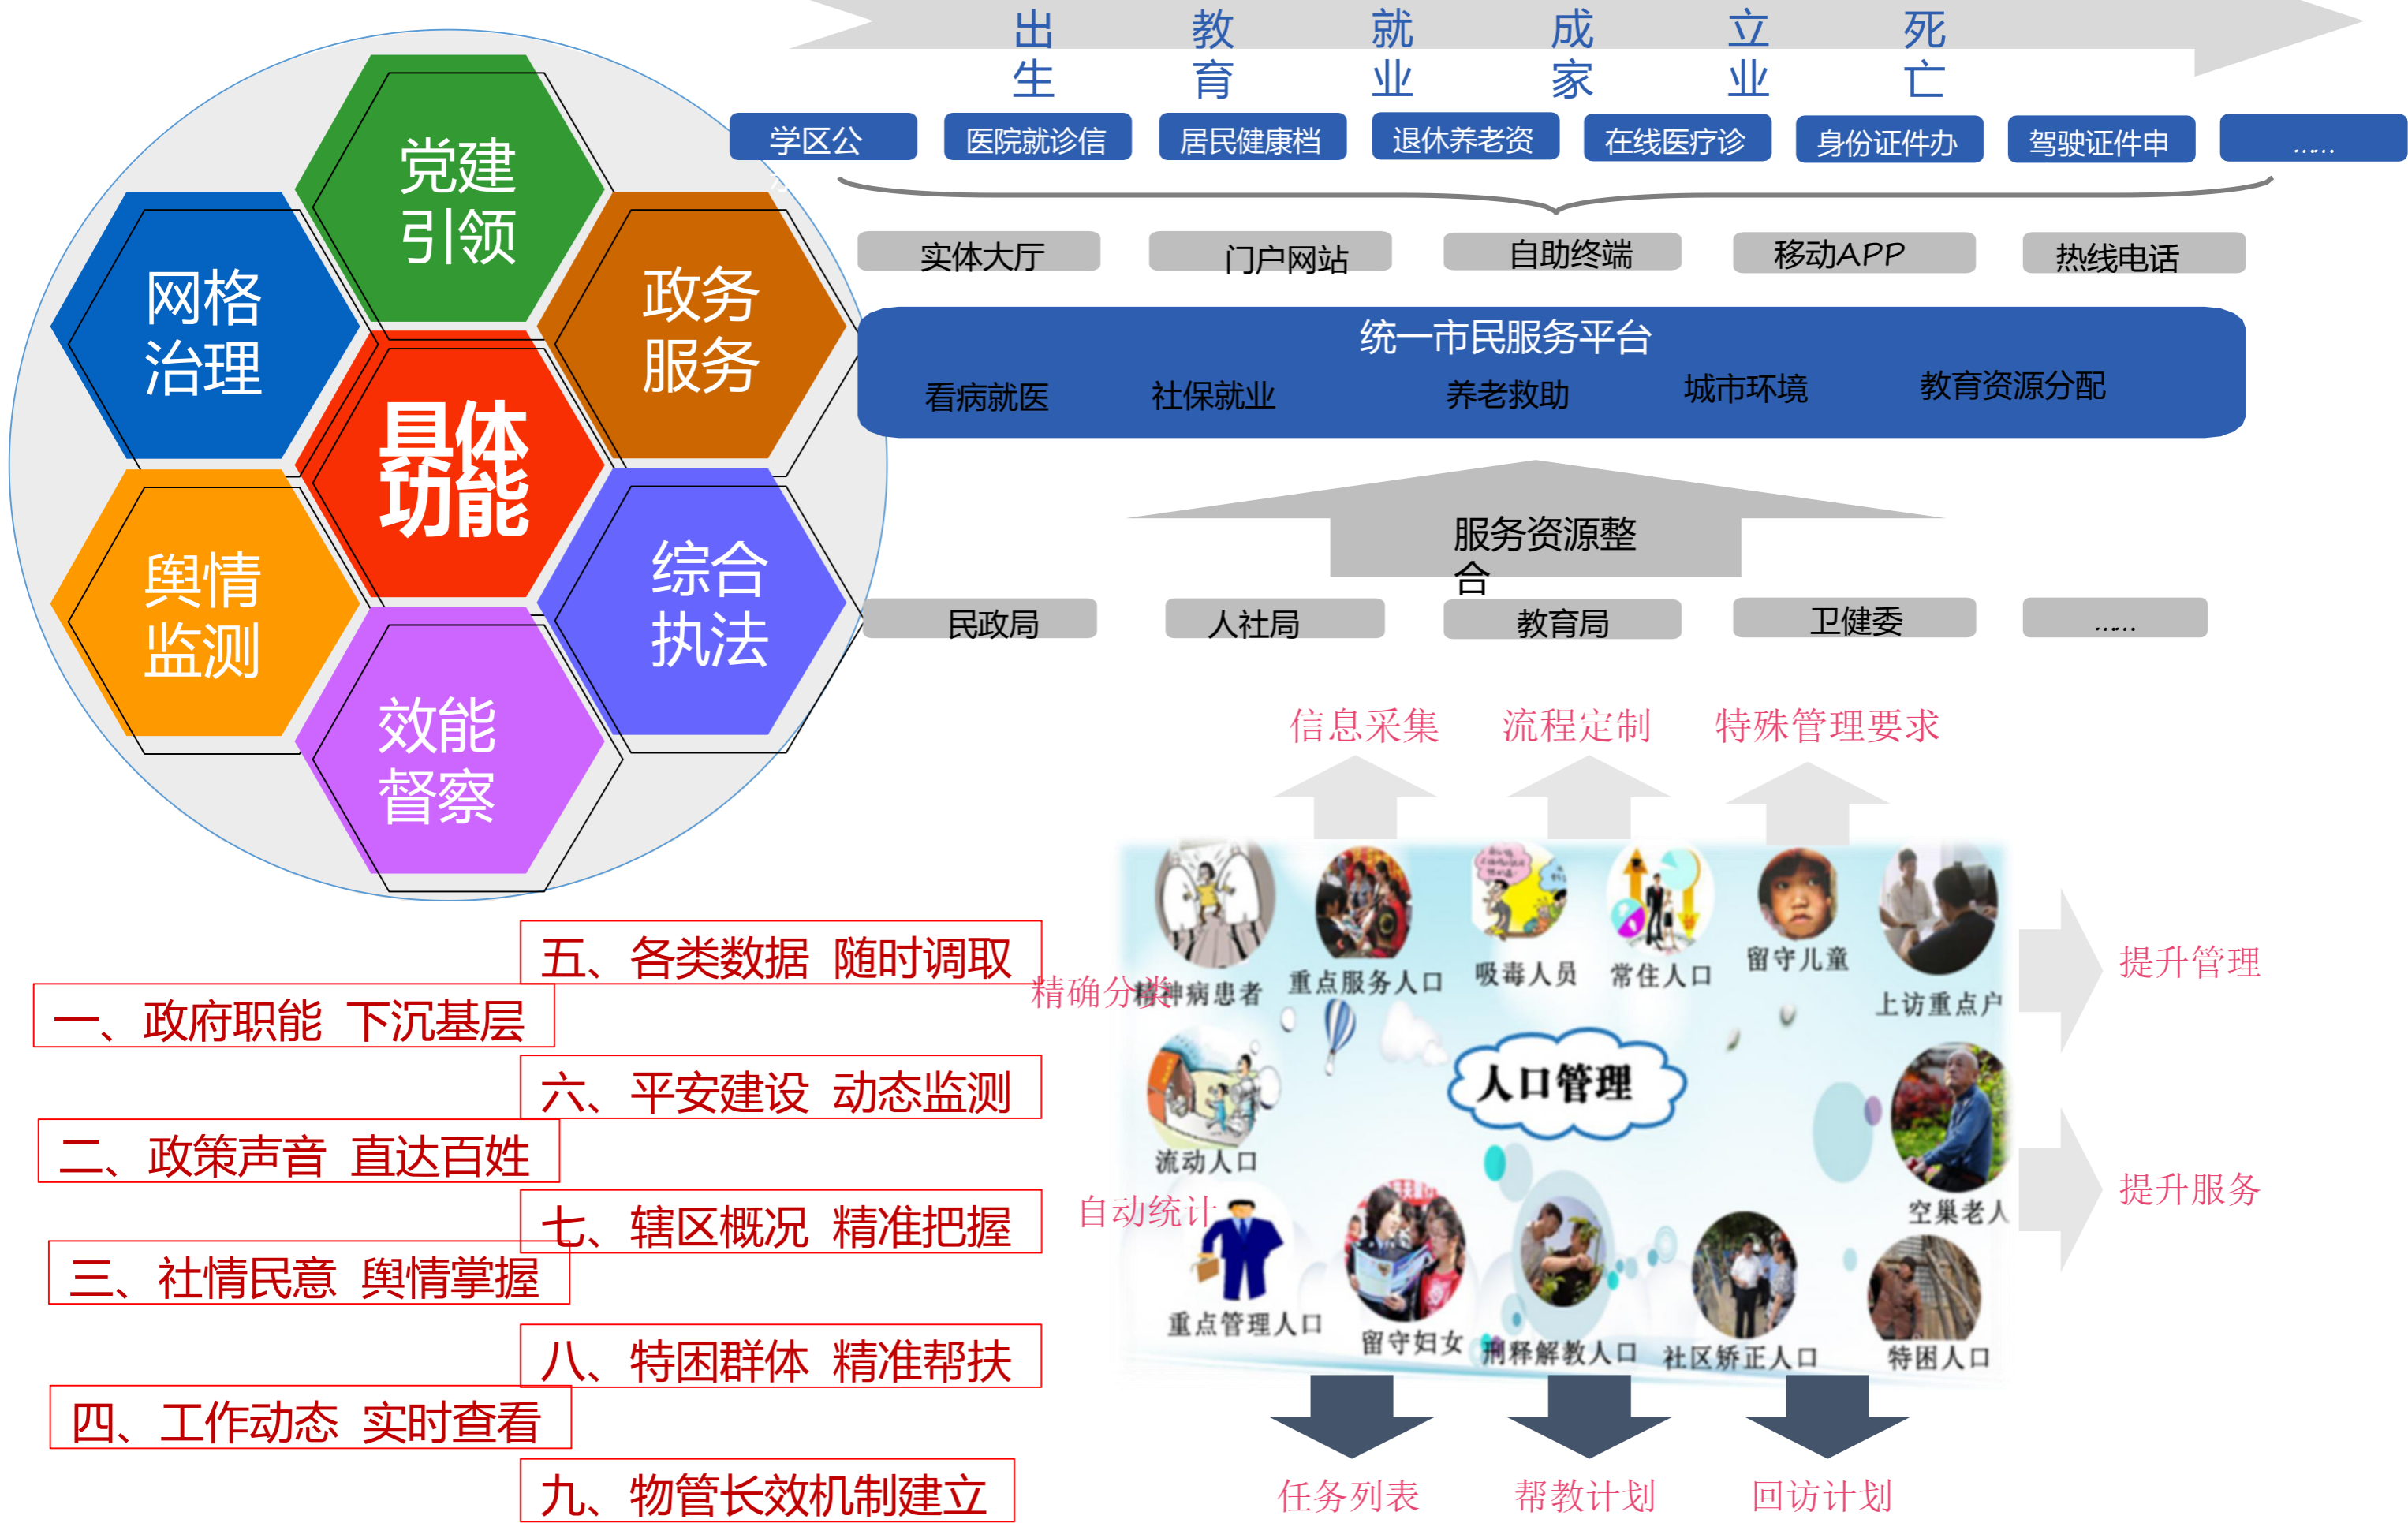 出生
教育
就业
成家
立业
死亡
学区公
医院就诊信
居民健康档
退休养老资
在线医疗诊
身份证件办
驾驶证件申
……
实体大厅
门户网站
自助终端
移动APP
热线电话
统一市民服务平台
看病就医
社保就业
养老救助
城市环境
教育资源分配
服务资源整
合
民政局
人社局
教育局
卫健委
……
党建
引领
网格
治理
政务
服务
具体
功能
舆情
监测
综合
执法
效能
督察
五、各类数据 随时调取
一、政府职能 下沉基层
六、平安建设 动态监测
二、政策声音 直达百姓
七、辖区概况 精准把握
三、社情民意 舆情掌握
八、特困群体 精准帮扶
四、工作动态 实时查看
九、物管长效机制建立
信息采集
流程定制
特殊管理要求
精确分类
自动统计
精神病患者
重点服务人口
吸毒人员
常住人口
留守儿童
上访重点户
人口管理
流动人口
空巢老人
重点管理人口
留守妇女
刑释解教人口
社区矫正人口
特困人口
提升管理
提升服务
任务列表
帮教计划
回访计划